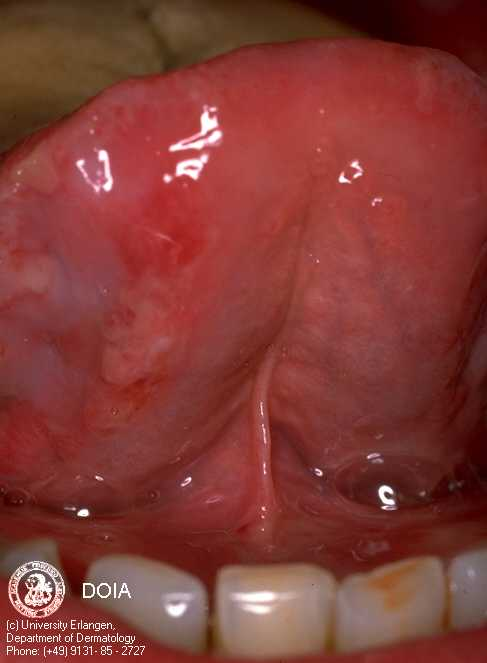 DOIA
(c) University Erlangen,
Department of Dermatology
Phone: (+49) 9131- 85 - 2727